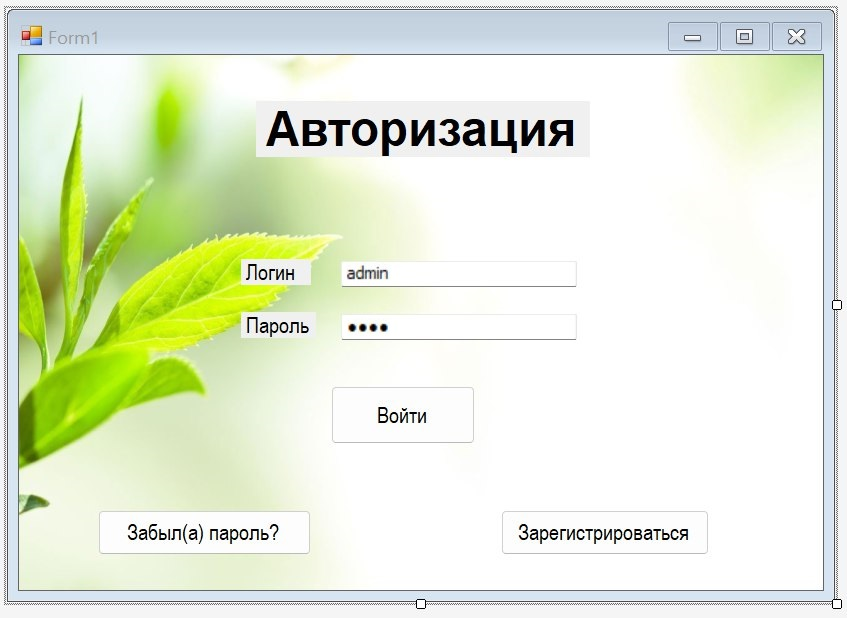 Form1
Авторизация
Логин admin
Пароль ●●●●
Войти
Забыл(а) пароль? Зарегистрироваться